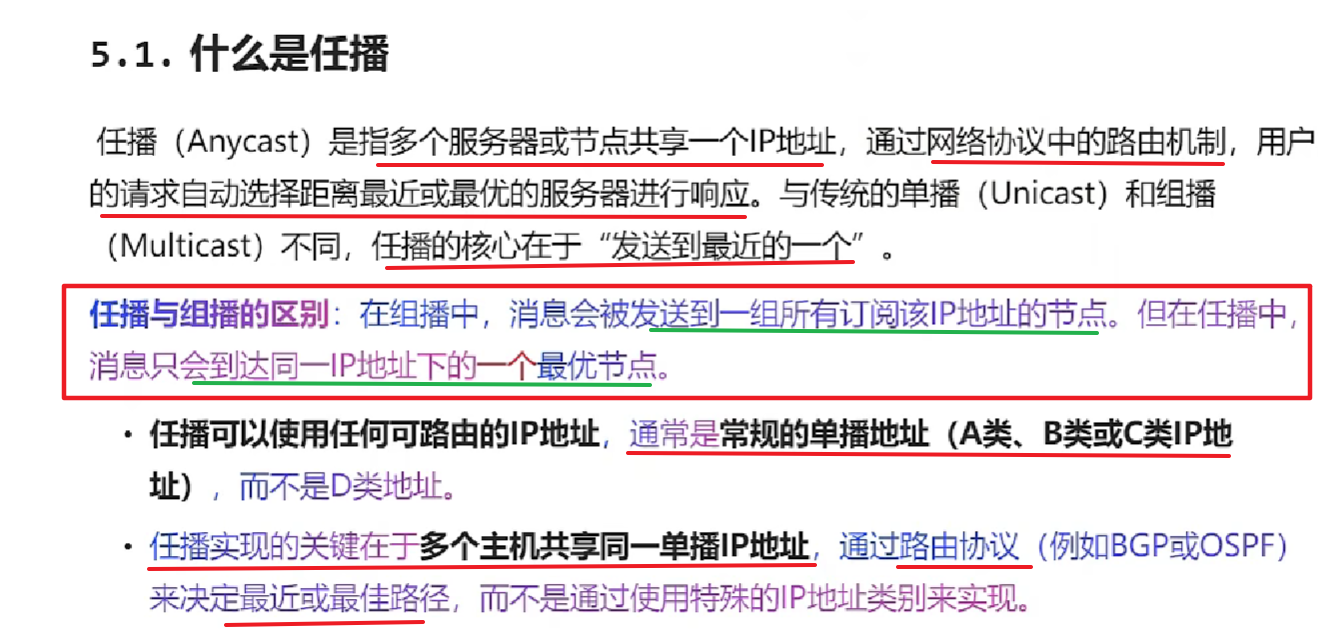 5.1. 什么是任播
任播（Anycast）是指多个服务器或节点共享一个IP地址，通过网络协议中的路由机制，用户
的请求自动选择距离最近或最优的服务器进行响应。与传统的单播（Unicast）和组播
（Multicast）不同，任播的核心在于“发送到最近的一个”。
任播与组播的区别：在组播中，消息会被发送到一组所有订阅该IP地址的节点。但在任播中，
消息只会到达同一IP地址下的一个最优节点。
• 任播可以使用任何可路由的IP地址，通常是常规的单播地址（A类、B类或C类IP地
址），而不是D类地址。
• 任播实现的关键在于多个主机共享同一单播IP地址，通过路由协议（例如BGP或OSPF）
来决定最近或最佳路径，而不是通过使用特殊的IP地址类别来实现。